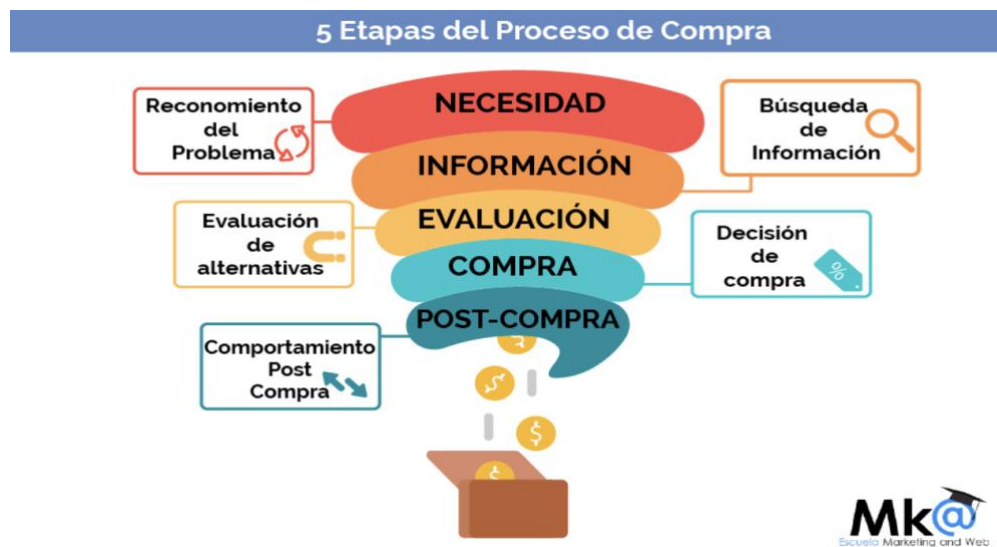 5 Etapas del Proceso de Compra
NECESIDAD
Reconomiento
del
Problema
INFORMACIÓN
Búsqueda
de
Información
EVALUACIÓN
Evaluación
de
alternativas
COMPRA
Decisión
de
compra
%
POST-COMPRA
Comportamiento
Post
Compra
$
$
$
$
Mk@
Escuela Marketing and Web